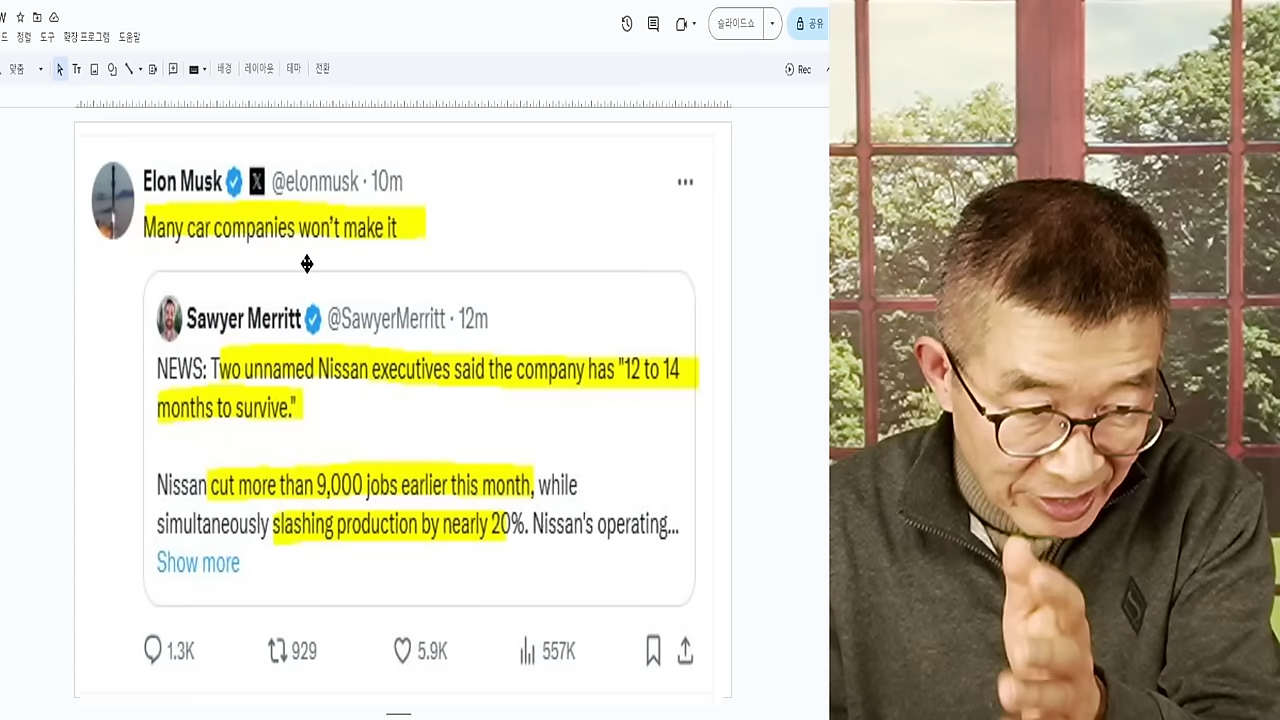 정렬 도구 확장 프로그램 도움말
슬라이드쇼
공유
맞춤
Tт
배경
레이아웃
테마
전환
Rec
Elon Musk @elonmusk · 10m
Many car companies won't make it
Sawyer Merritt @SawyerMerritt · 12m
NEWS: Two unnamed Nissan executives said the company has "12 to 14
months to survive."
Nissan cut more than 9,000 jobs earlier this month, while
simultaneously slashing production by nearly 20%. Nissan's operating...
Show more
1.3K
929
5.9K
557K